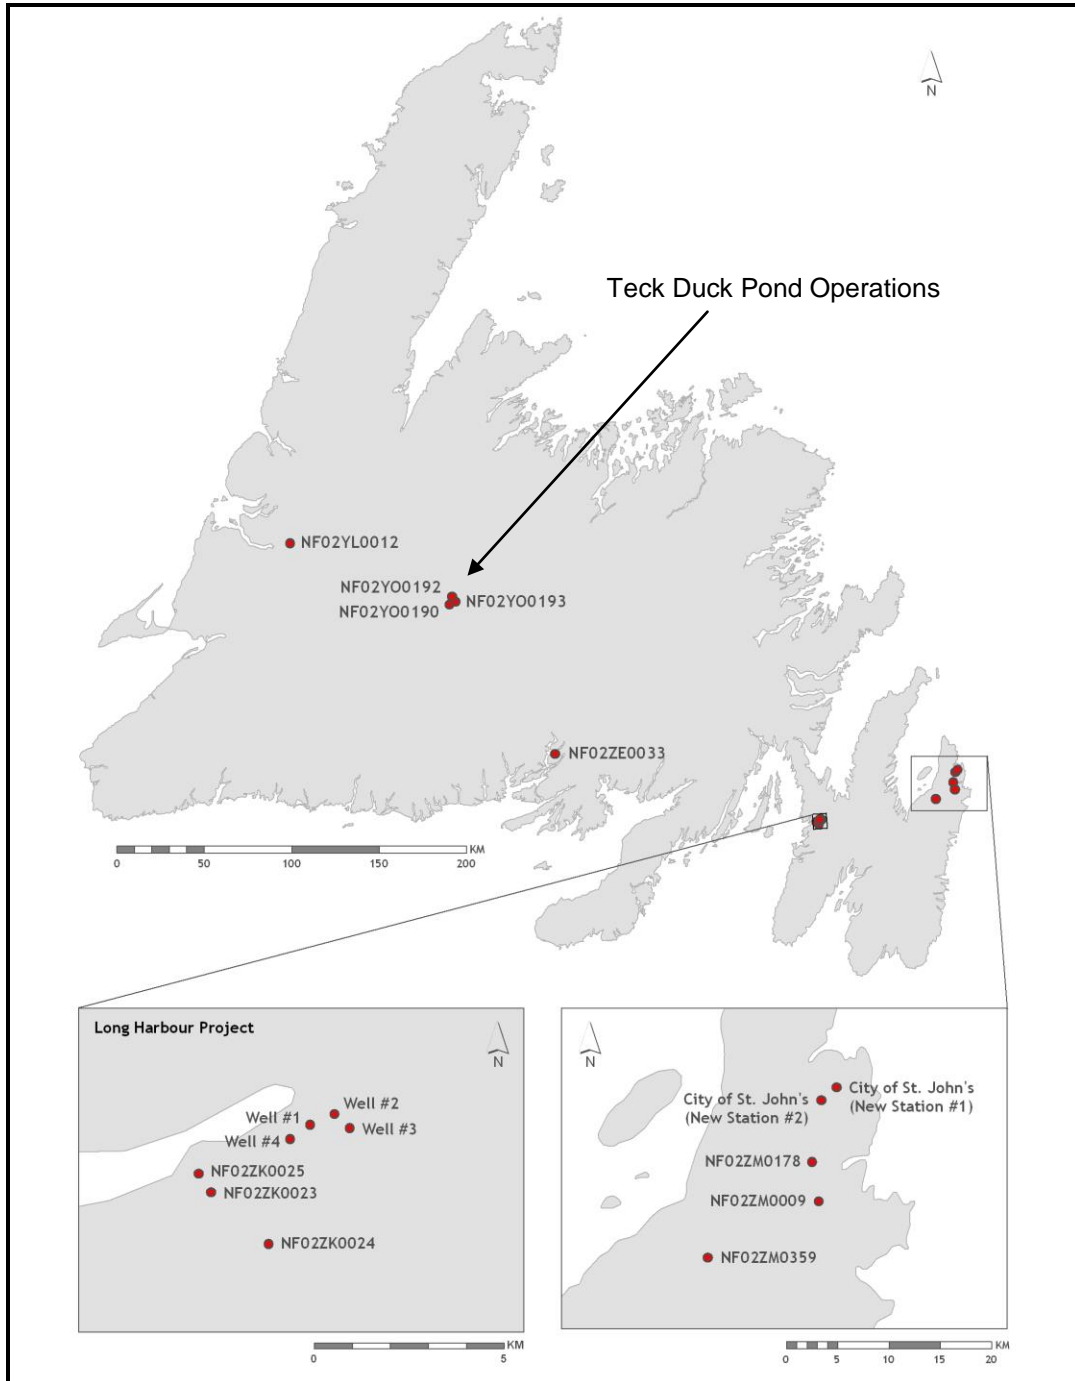 N
Teck Duck Pond Operations
NF02YL0012
NF02YO0192
NF02YO0193
NF02YO0190
NF02ZE0033
KM
0 50 100 150 200
Long Harbour Project
N
Well #2
Well #1
Well #3
Well #4
NF02ZK0025
NF02ZK0023
NF02ZK0024
KM
0 5
N
City of St. John's
(New Station #1)
City of St. John's
(New Station #2)
NF02ZM0178
NF02ZM0009
NF02ZM0359
KM
0 5 10 15 20